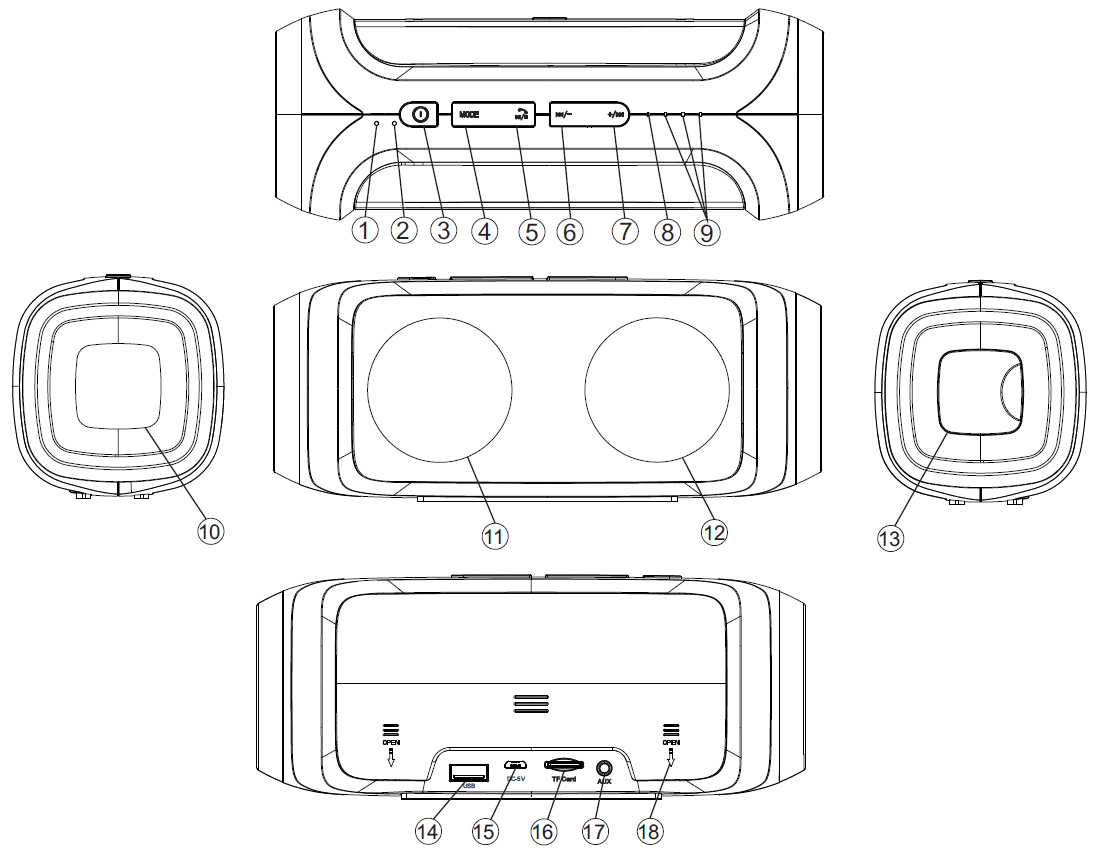 MODE
⏮/−
+/⏭
1 2 3 4 5 6 7 8 9
10 11 12 13
OPEN OPEN
USB DC-5V TF Card AUX
14 15 16 17 18